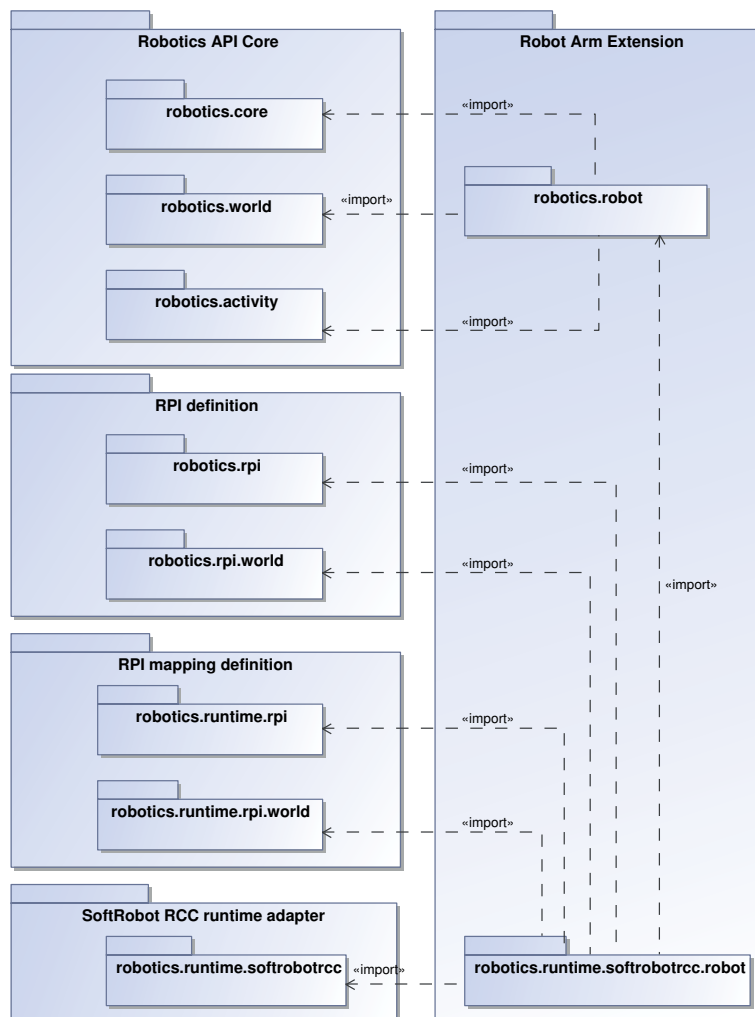 Robotics API Core
Robot Arm Extension
robotics.core
«import»
robotics.world
«import»
robotics.robot
robotics.activity
«import»
RPI definition
robotics.rpi
«import»
robotics.rpi.world
«import»
«import»
RPI mapping definition
robotics.runtime.rpi
«import»
robotics.runtime.rpi.world
«import»
SoftRobot RCC runtime adapter
robotics.runtime.softrobotrcc
«import»
robotics.runtime.softrobotrcc.robot